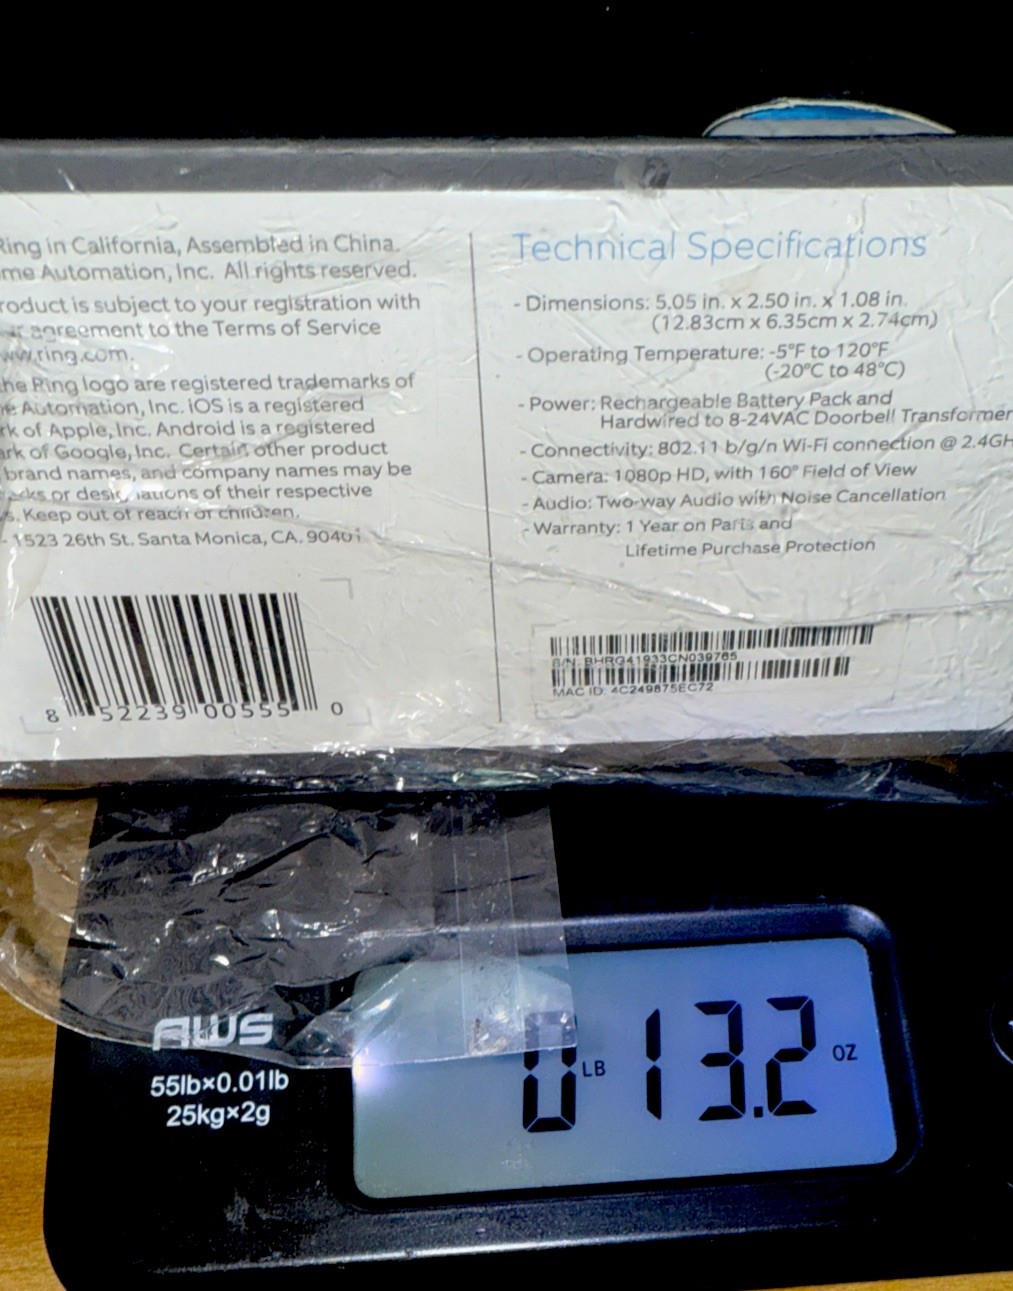 Ring in California, Assembled in China.
me Automation, Inc. All rights reserved.
roduct is subject to your registration with
agreement to the Terms of Service
ww.ring.com.
he Ring logo are registered trademarks of
e Automation, Inc. iOS is a registered
rk of Apple, Inc. Android is a registered
ark of Google, Inc. Certain other product
brand names, and company names may be
or designations of their respective
s. Keep out of reach of children.
- 1523 26th St. Santa Monica, CA. 90401
8 52239 00555 0
Technical Specifications
- Dimensions: 5.05 in. x 2.50 in. x 1.08 in.
(12.83cm x 6.35cm x 2.74cm)
- Operating Temperature: -5°F to 120°F
(-20°C to 48°C)
- Power: Rechargeable Battery Pack and
Hardwired to 8-24VAC Doorbell Transformer
- Connectivity: 802.11 b/g/n Wi-Fi connection @ 2.4GH
- Camera: 1080p HD, with 160° Field of View
- Audio: Two-way Audio with Noise Cancellation
- Warranty: 1 Year on Parts and
Lifetime Purchase Protection
S/N: BHRG41933CN039765
MAC ID: 4C249875EC72
AWS
55lb×0.01lb
25kg×2g
0 LB 13.2 OZ